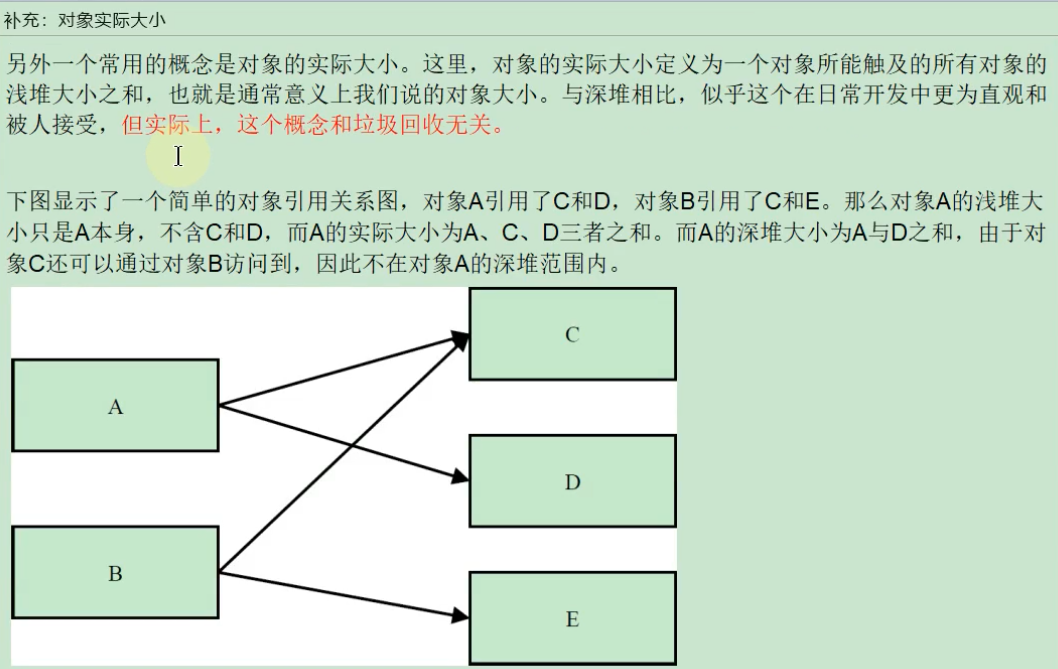 补充：对象实际大小
另外一个常用的概念是对象的实际大小。这里，对象的实际大小定义为一个对象所能触及的所有对象的
浅堆大小之和，也就是通常意义上我们说的对象大小。与深堆相比，似乎这个在日常开发中更为直观和
被人接受，但实际上，这个概念和垃圾回收无关。
下图显示了一个简单的对象引用关系图，对象A引用了C和D，对象B引用了C和E。那么对象A的浅堆大
小只是A本身，不含C和D，而A的实际大小为A、C、D三者之和。而A的深堆大小为A与D之和，由于对
象C还可以通过对象B访问到，因此不在对象A的深堆范围内。
C
A
D
B
E